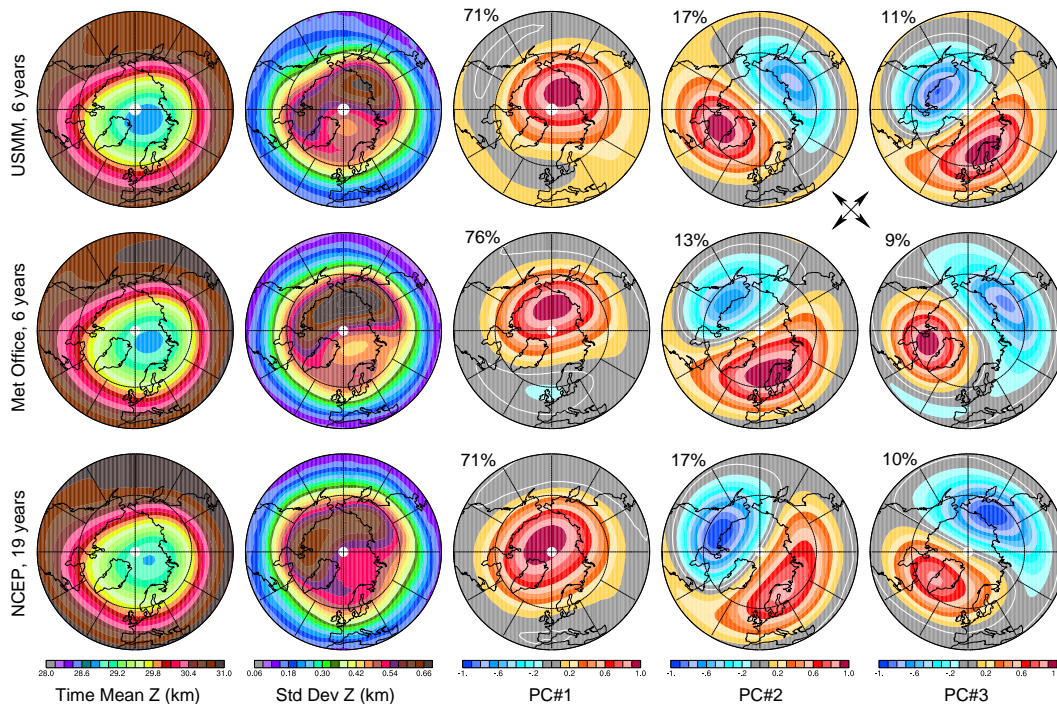 71%
17%
11%
USMM, 6 years
76%
13%
9%
Met Office, 6 years
71%
17%
10%
NCEP, 19 years
28.0 28.6 29.2 29.8 30.4 31.0
0.06 0.18 0.30 0.42 0.54 0.66
-1. -.6 -.2 0.2 0.6 1.0
-1. -.6 -.2 0.2 0.6 1.0
-1. -.6 -.2 0.2 0.6 1.
Time Mean Z (km)
Std Dev Z (km)
PC#1
PC#2
PC#3